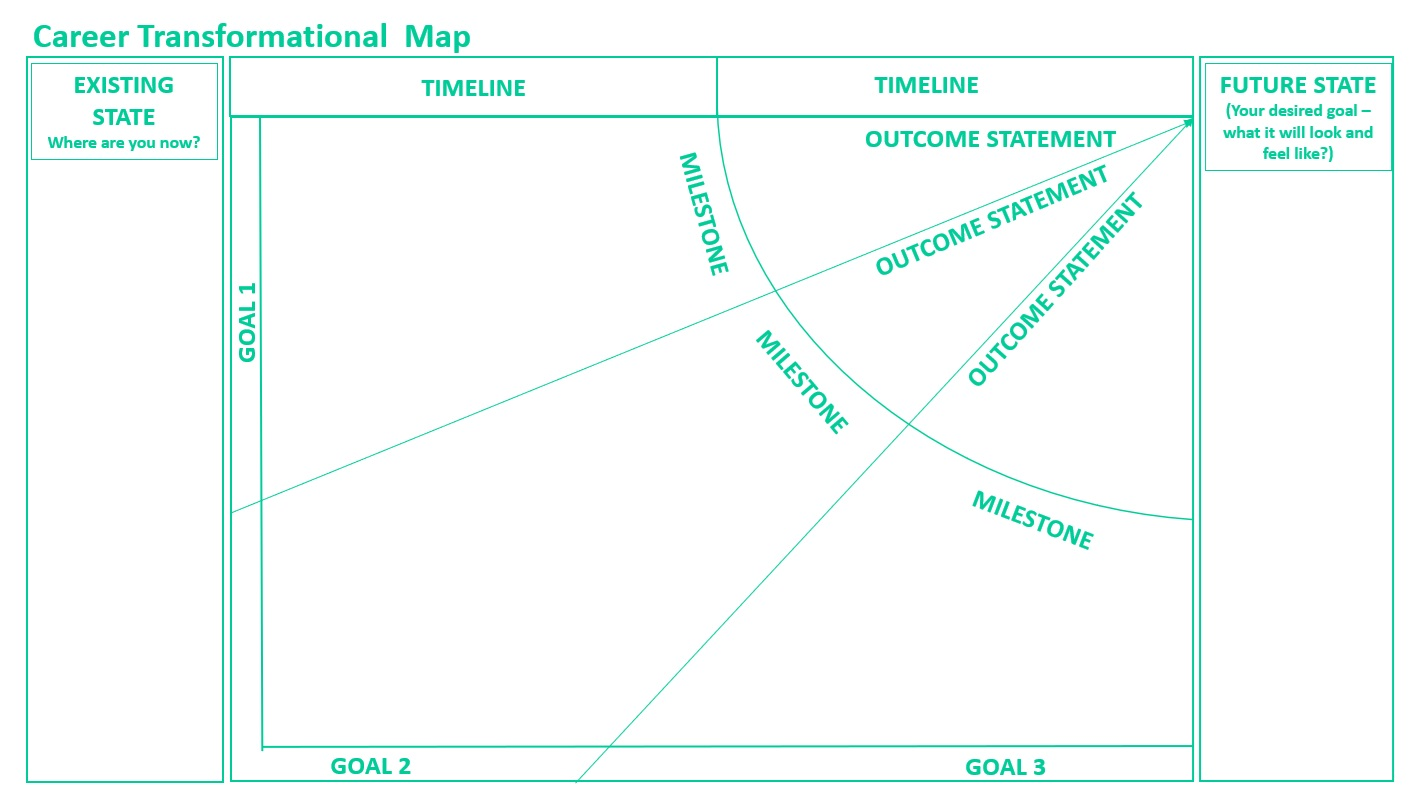 Career Transformational  Map
EXISTING
STATE
Where are you now?
TIMELINE
TIMELINE
FUTURE STATE
(Your desired goal –
what it will look and
feel like?)
OUTCOME STATEMENT
OUTCOME STATEMENT
OUTCOME STATEMENT
MILESTONE
MILESTONE
MILESTONE
GOAL 1
GOAL 2
GOAL 3